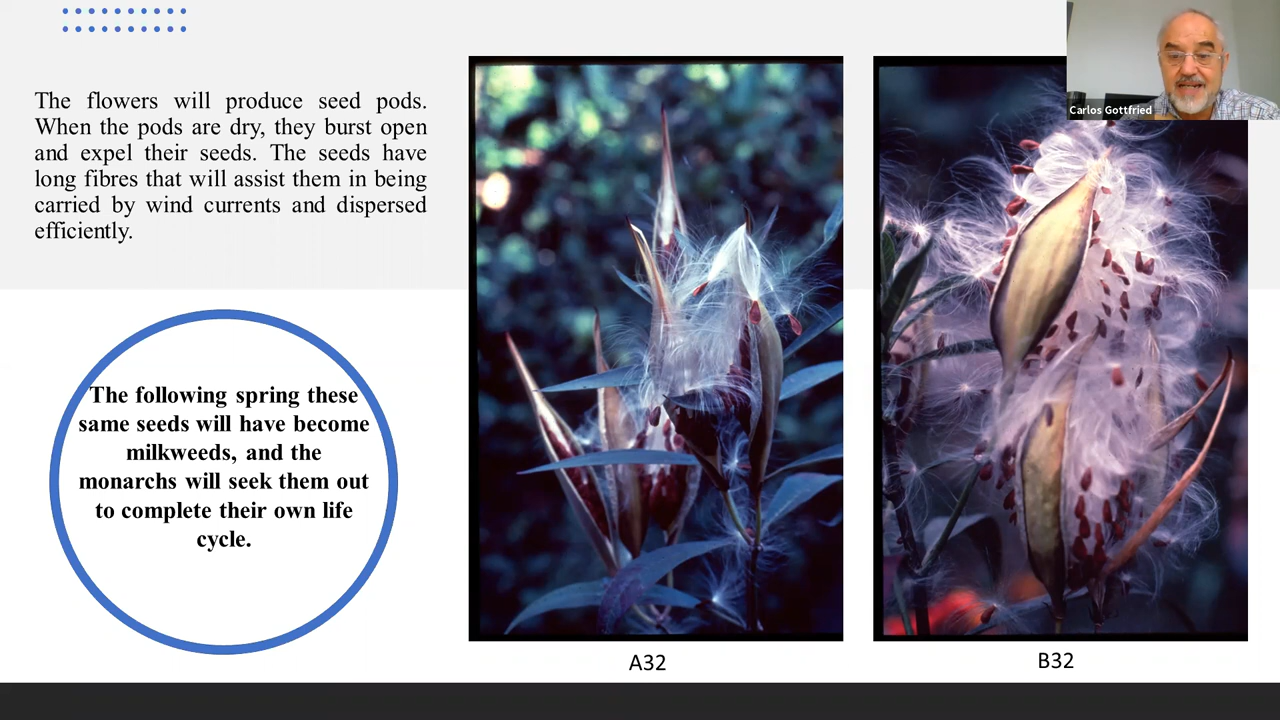 The flowers will produce seed pods.
When the pods are dry, they burst open
and expel their seeds. The seeds have
long fibres that will assist them in being
carried by wind currents and dispersed
efficiently.
The following spring these
same seeds will have become
milkweeds, and the
monarchs will seek them out
to complete their own life
cycle.
Carlos Gottfried
A32
B32